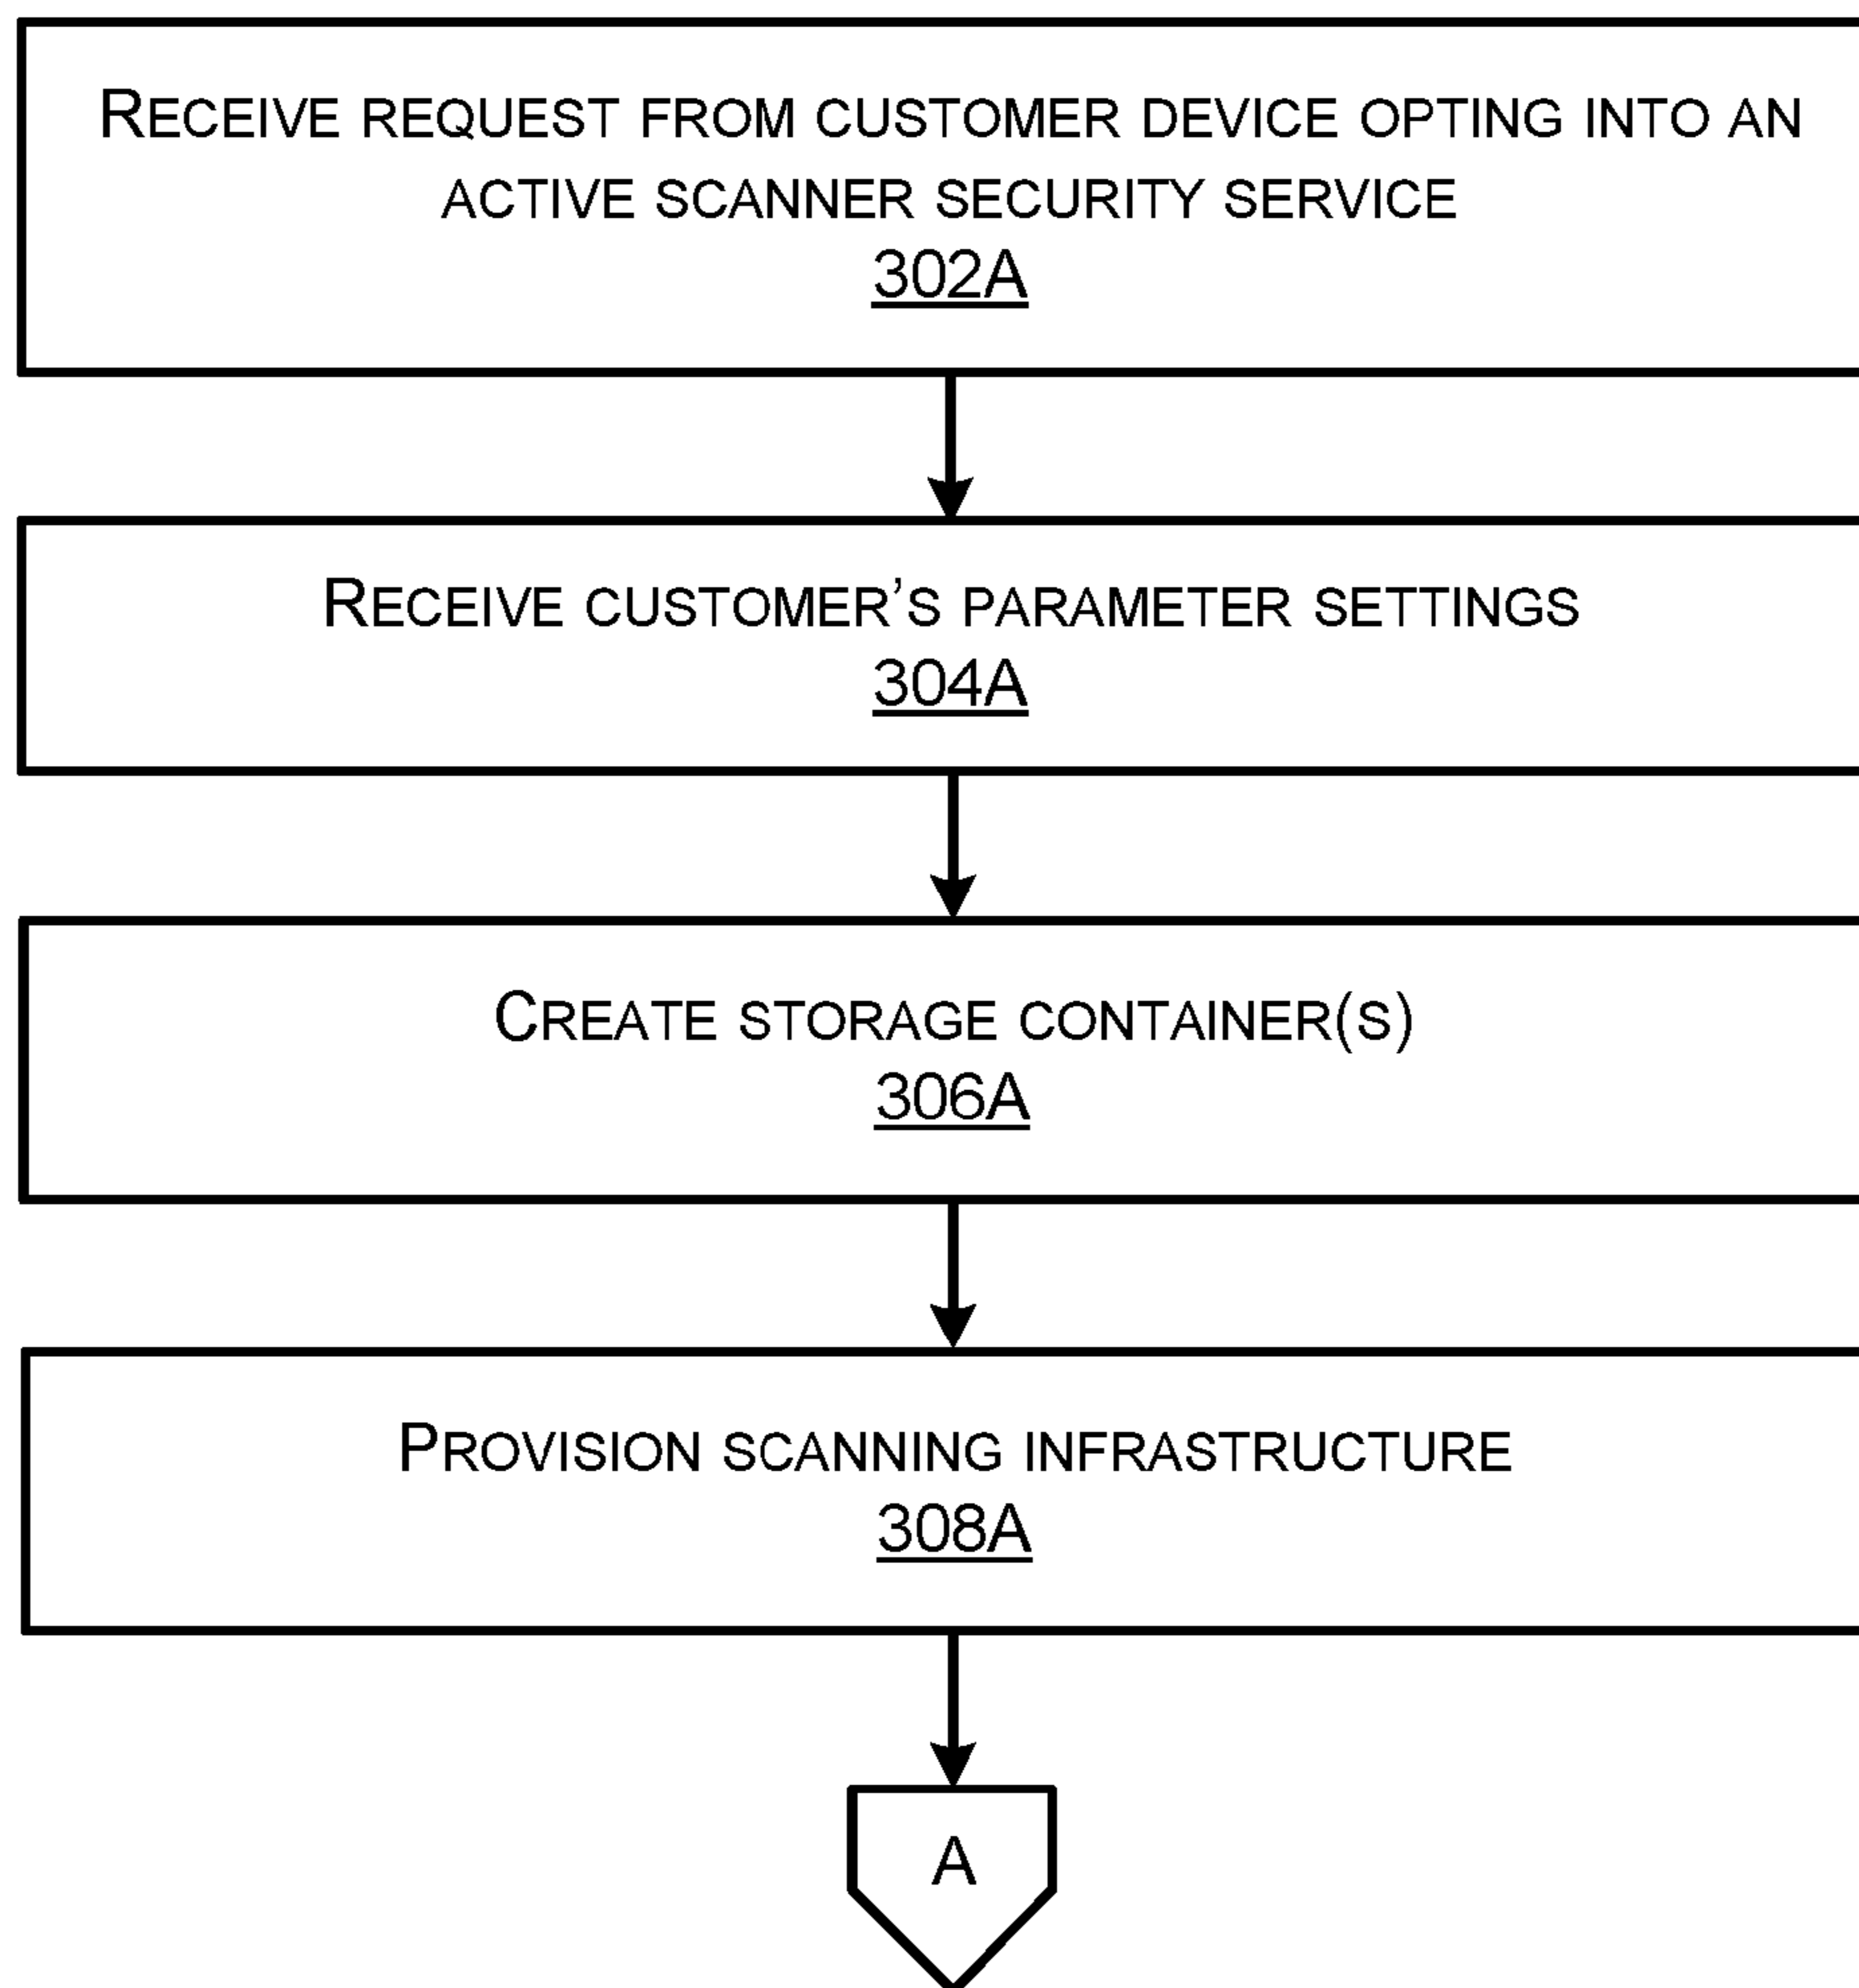 RECEIVE REQUEST FROM CUSTOMER DEVICE OPTING INTO AN
ACTIVE SCANNER SECURITY SERVICE
302A
RECEIVE CUSTOMER'S PARAMETER SETTINGS
304A
CREATE STORAGE CONTAINER(S)
306A
PROVISION SCANNING INFRASTRUCTURE
308A
A